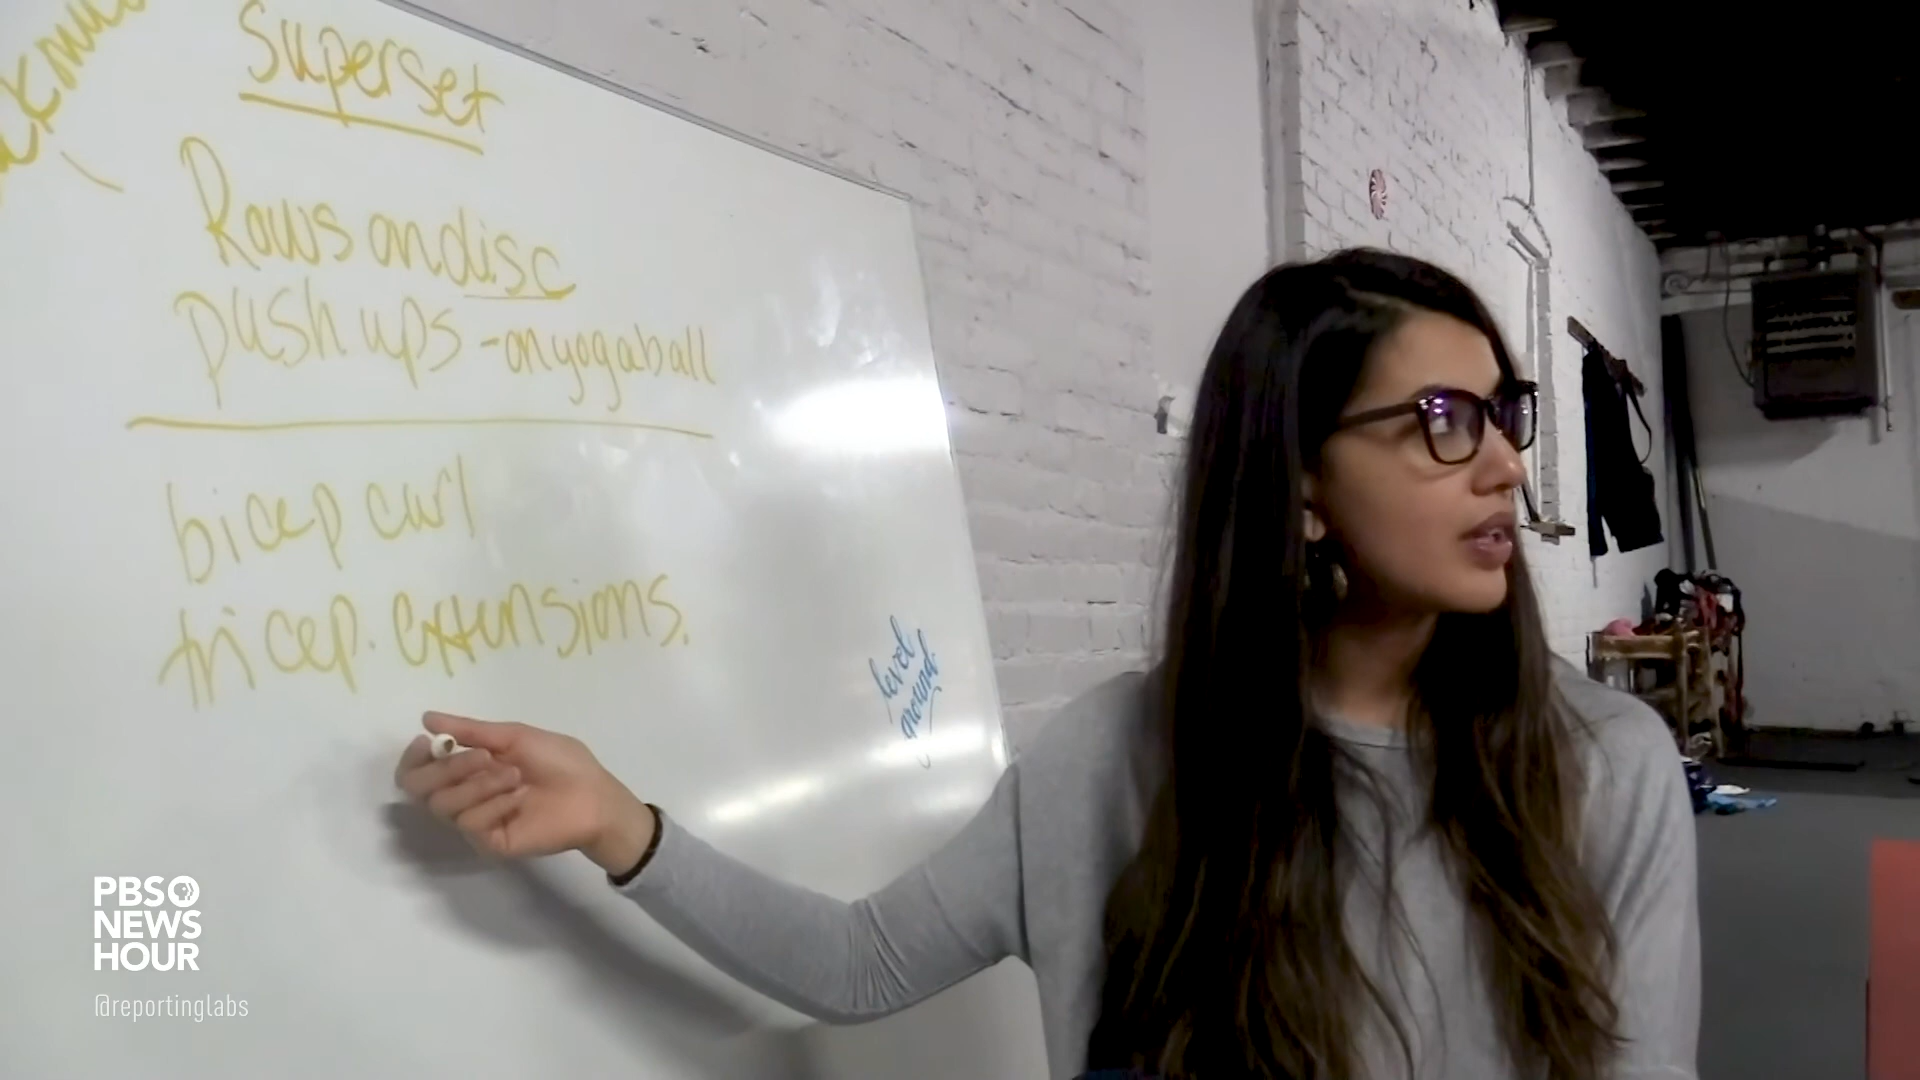 Superset
Rows on disc
push ups - on yoga ball
bicep curl
tricep. extensions.
level
ground.
PBS
NEWS
HOUR
@reportinglabs